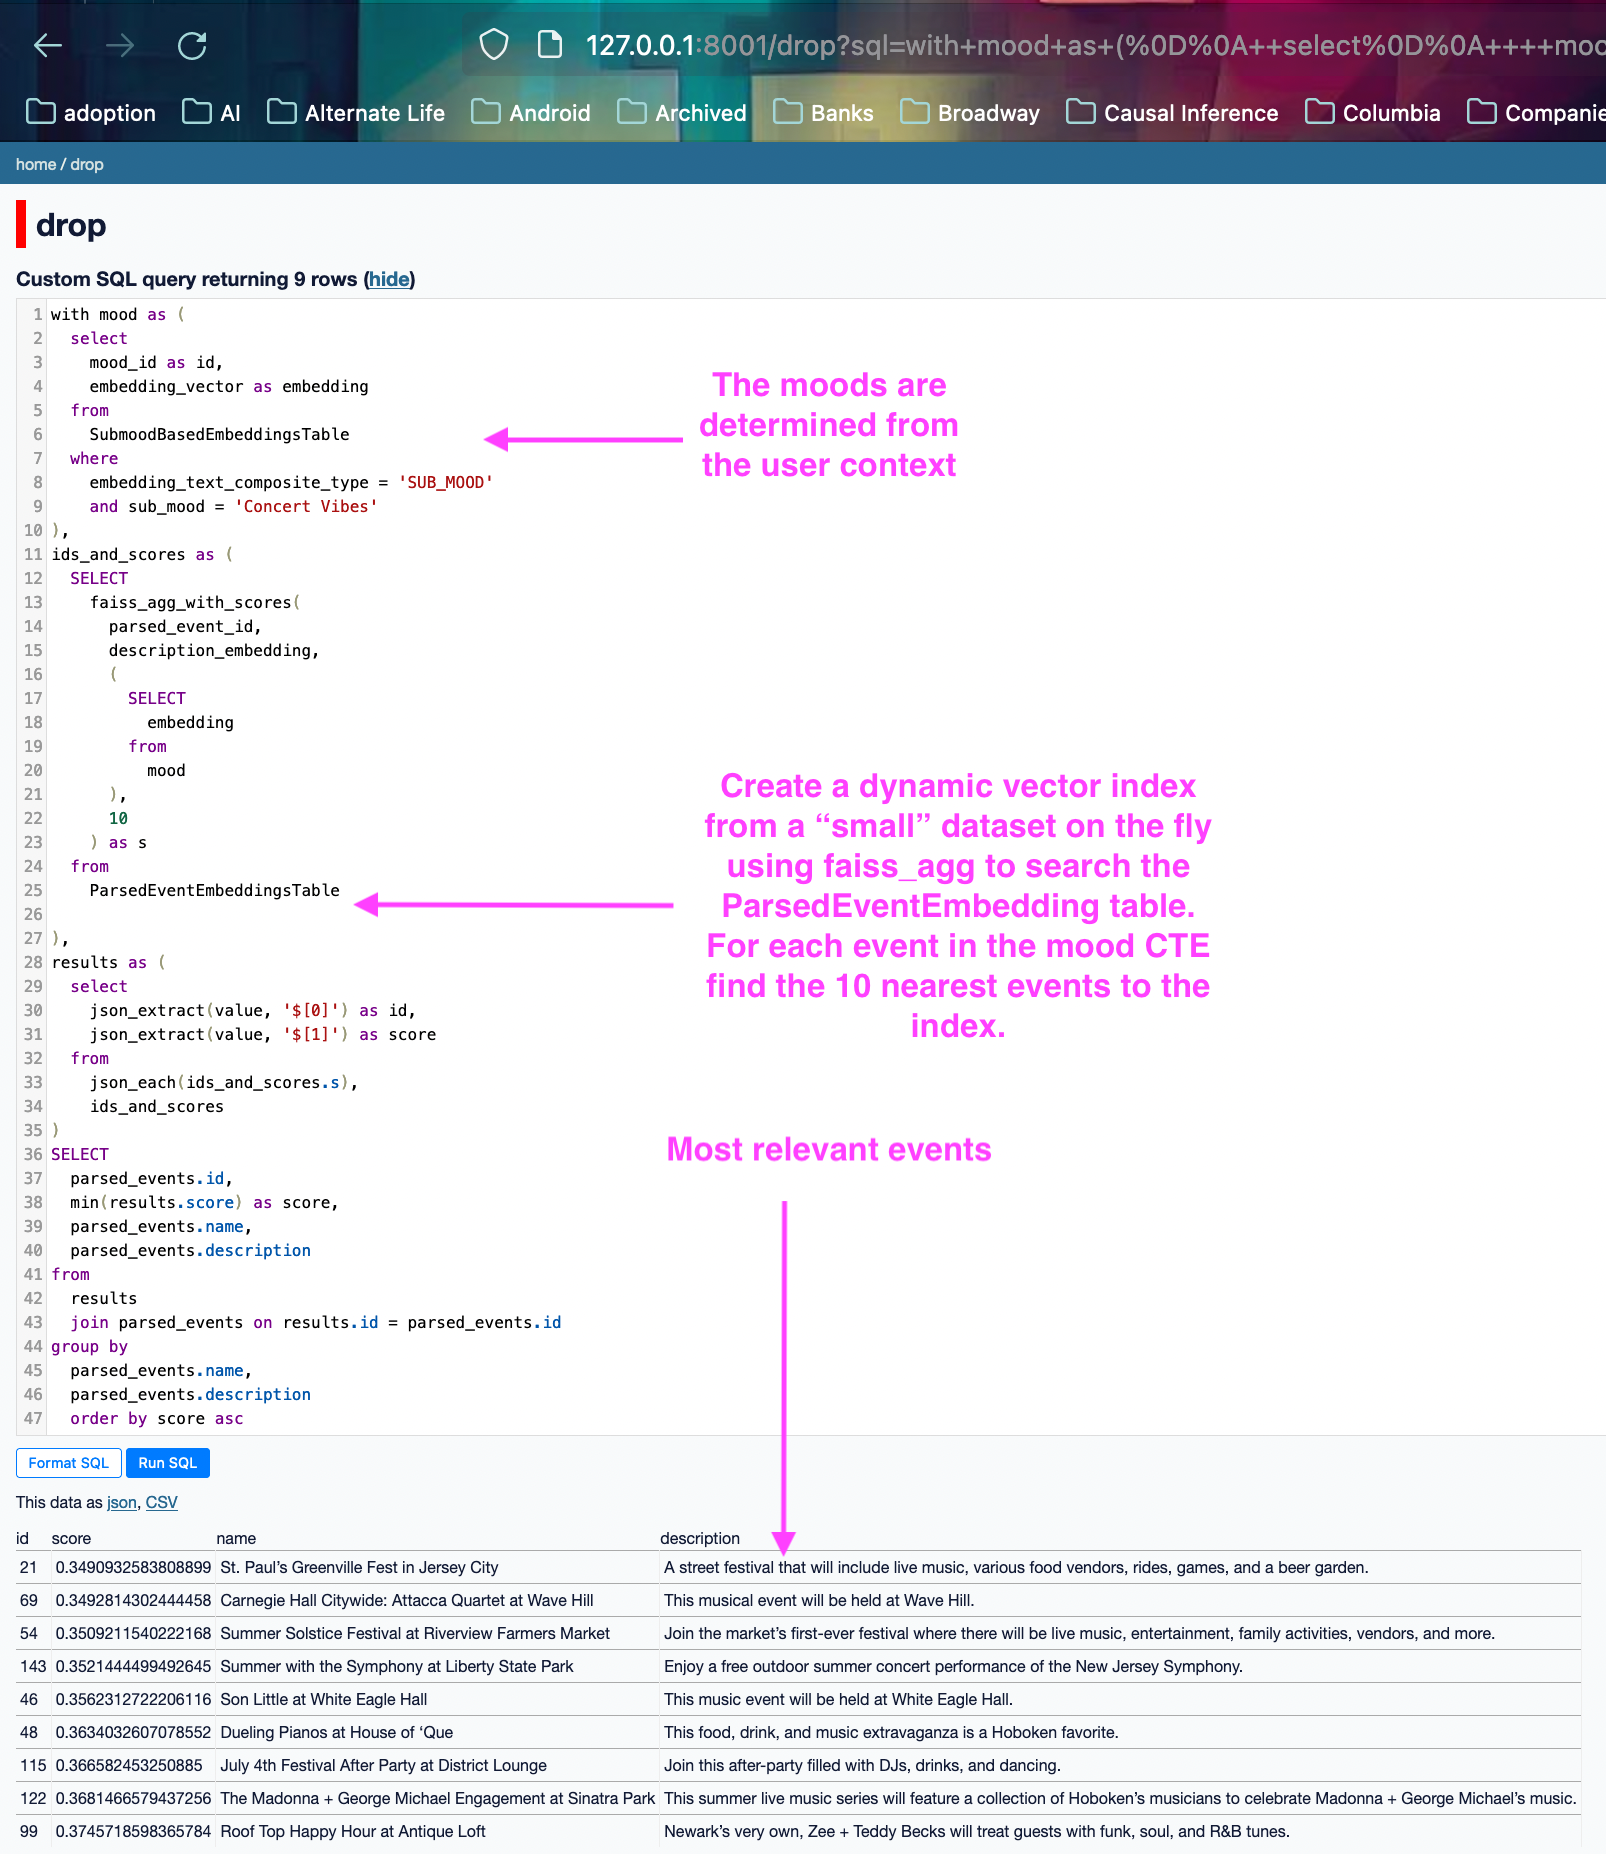 127.0.0.1:8001/drop?sql=with+mood+as+(%0D%0A++select%0D%0A++++moo
adoption AI Alternate Life Android Archived Banks Broadway Causal Inference Columbia Companie
home / drop
drop
Custom SQL query returning 9 rows (hide)
1 with mood as (
2 select
3 mood_id as id,
4 embedding_vector as embedding
5 from
6 SubmoodBasedEmbeddingsTable
7 where
8 embedding_text_composite_type = 'SUB_MOOD'
9 and sub_mood = 'Concert Vibes'
10 ),
The moods are
determined from
the user context
11 ids_and_scores as (
12 SELECT
13 faiss_agg_with_scores(
14 parsed_event_id,
15 description_embedding,
16 (
17 SELECT
18 embedding
19 from
20 mood
21 ),
22 10
23 ) as s
24 from
25 ParsedEventEmbeddingsTable
26
27 ),
Create a dynamic vector index
from a “small” dataset on the fly
using faiss_agg to search the
ParsedEventEmbedding table.
For each event in the mood CTE
find the 10 nearest events to the
index.
28 results as (
29 select
30 json_extract(value, '$[0]') as id,
31 json_extract(value, '$[1]') as score
32 from
33 json_each(ids_and_scores.s),
34 ids_and_scores
35 )
36 SELECT
37 parsed_events.id,
38 min(results.score) as score,
39 parsed_events.name,
40 parsed_events.description
41 from
42 results
43 join parsed_events on results.id = parsed_events.id
44 group by
45 parsed_events.name,
46 parsed_events.description
47 order by score asc
Most relevant events
Format SQL Run SQL
This data as json, CSV
id score name description
21 0.3490932583808899 St. Paul’s Greenville Fest in Jersey City A street festival that will include live music, various food vendors, rides, games, and a beer garden.
69 0.3492814302444458 Carnegie Hall Citywide: Attacca Quartet at Wave Hill This musical event will be held at Wave Hill.
54 0.3509211540222168 Summer Solstice Festival at Riverview Farmers Market Join the market’s first-ever festival where there will be live music, entertainment, family activities, vendors, and more.
143 0.3521444499492645 Summer with the Symphony at Liberty State Park Enjoy a free outdoor summer concert performance of the New Jersey Symphony.
46 0.3562312722206116 Son Little at White Eagle Hall This music event will be held at White Eagle Hall.
48 0.3634032607078552 Dueling Pianos at House of ‘Que This food, drink, and music extravaganza is a Hoboken favorite.
115 0.366582453250885 July 4th Festival After Party at District Lounge Join this after-party filled with DJs, drinks, and dancing.
122 0.3681466579437256 The Madonna + George Michael Engagement at Sinatra Park This summer live music series will feature a collection of Hoboken’s musicians to celebrate Madonna + George Michael’s music.
99 0.3745718598365784 Roof Top Happy Hour at Antique Loft Newark’s very own, Zee + Teddy Becks will treat guests with funk, soul, and R&B tunes.